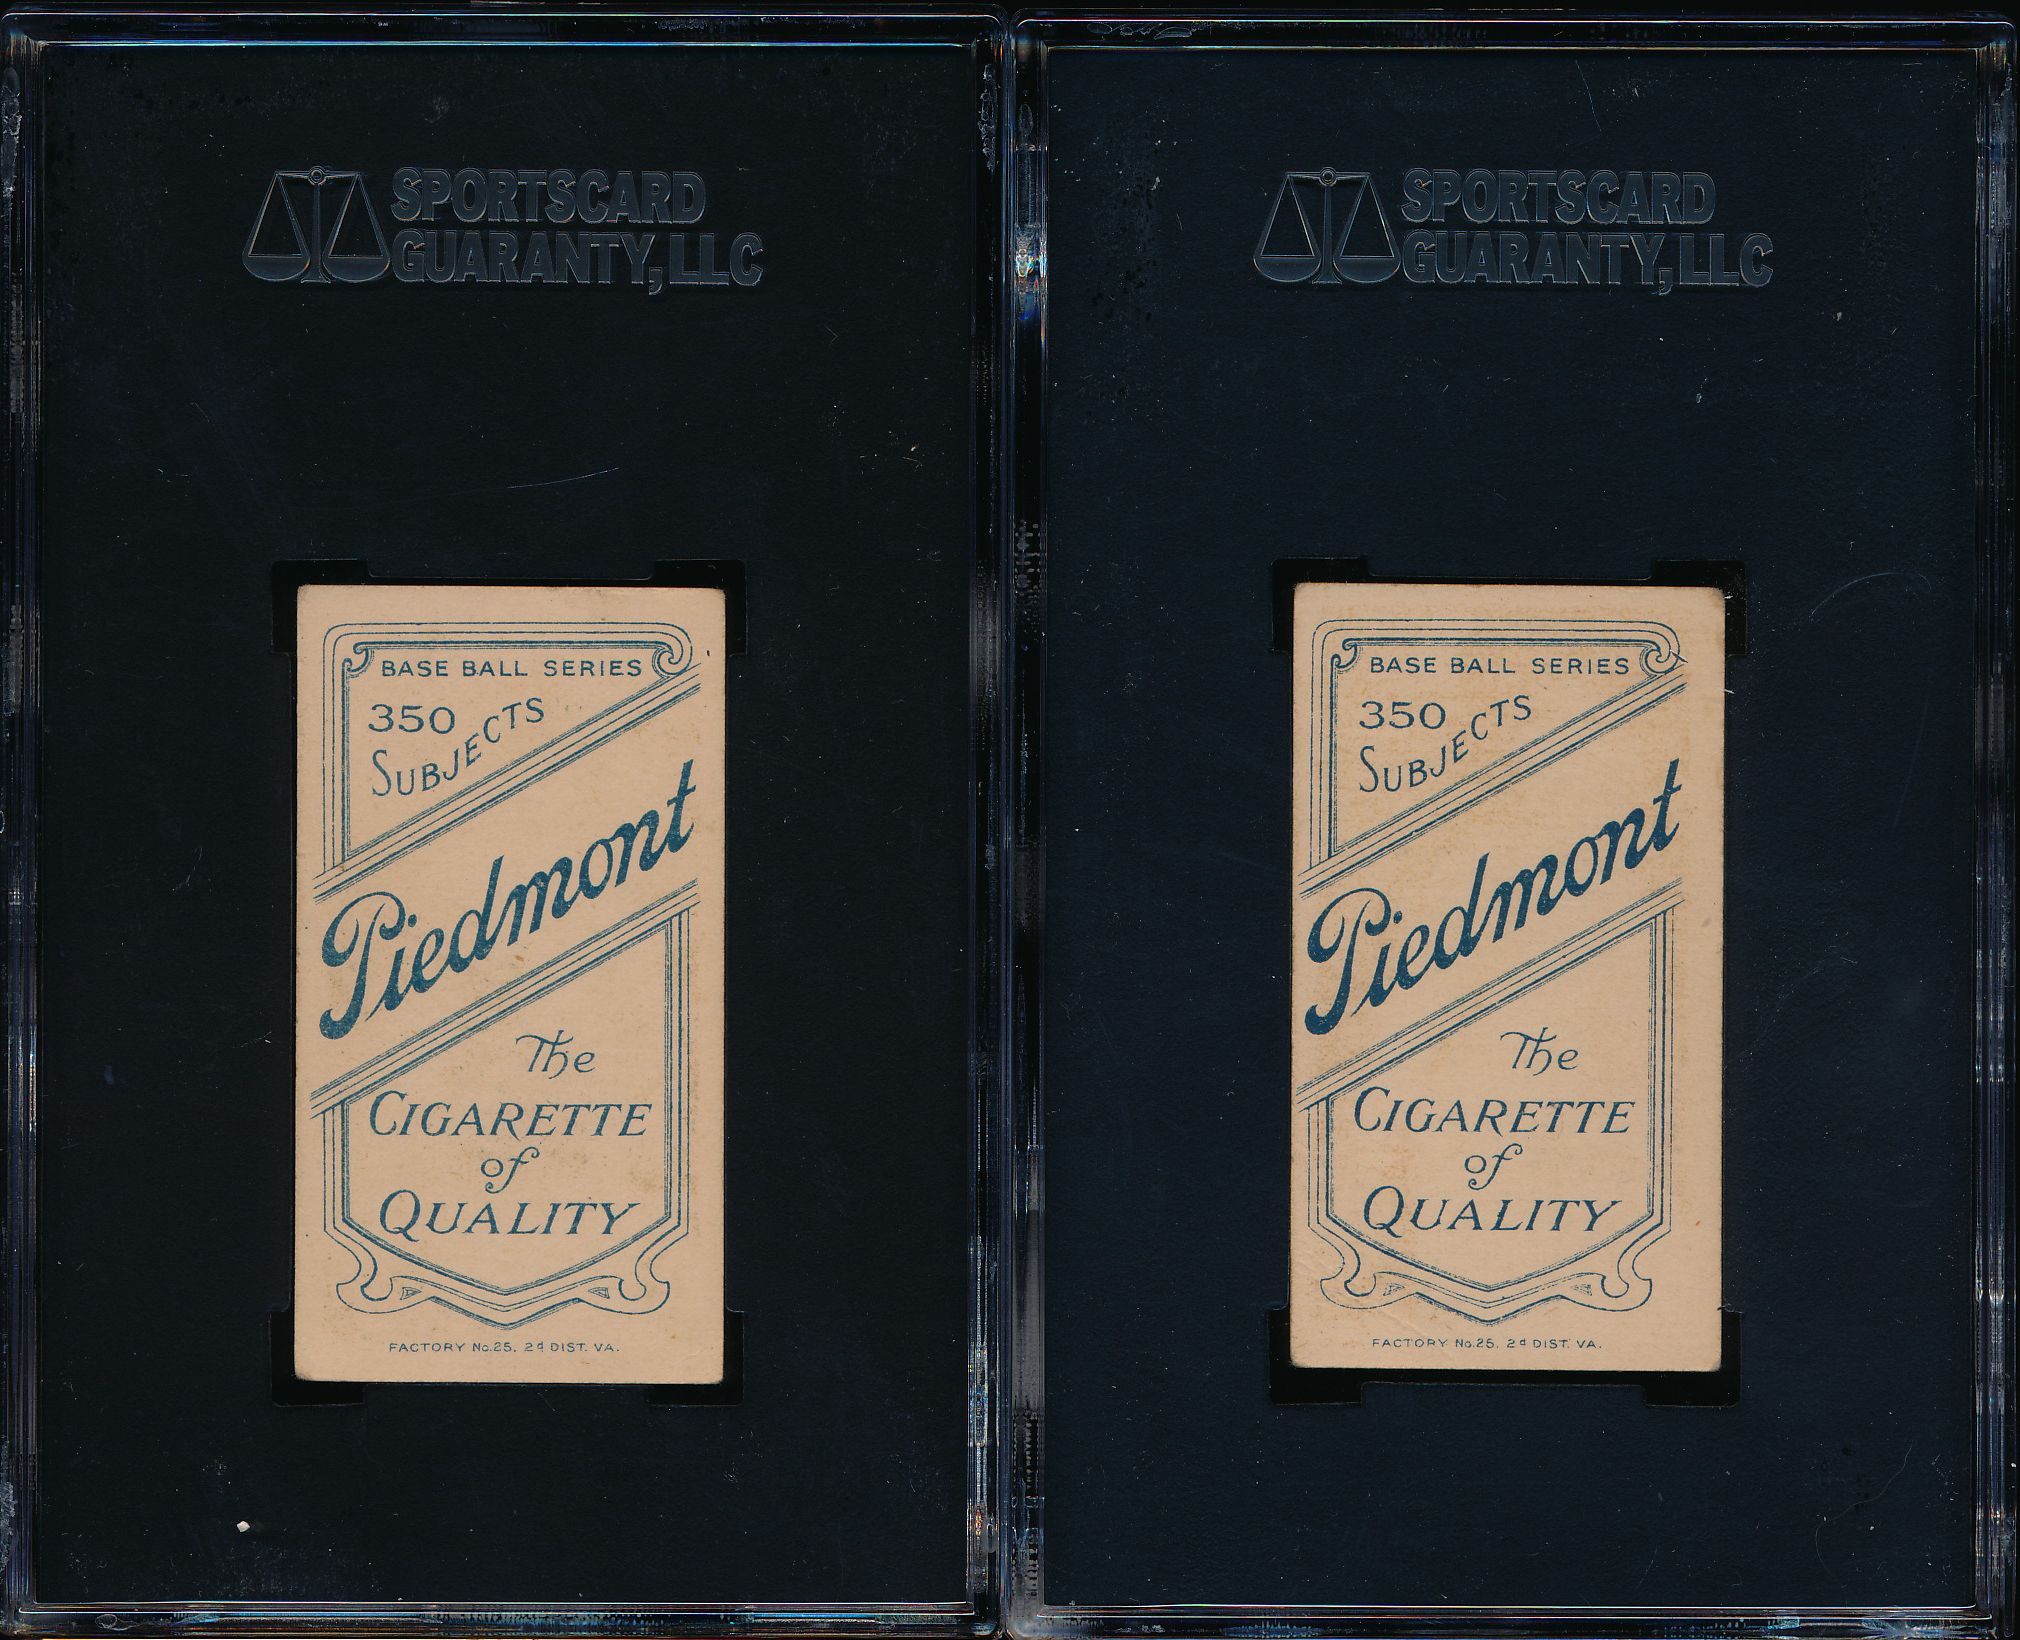 SPORTSCARD
GUARANTY, LLC
BASE BALL SERIES
350
SUBJECTS
Piedmont
The
CIGARETTE
of
QUALITY
FACTORY No. 25, 2d DIST. VA.
SPORTSCARD
GUARANTY, LLC
BASE BALL SERIES
350
SUBJECTS
Piedmont
The
CIGARETTE
of
QUALITY
FACTORY No. 25, 2d DIST. VA.